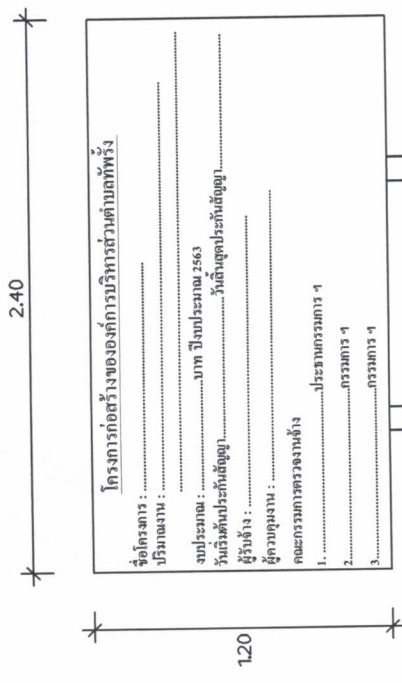 2.40
1.20
โครงการก่อสร้างขององค์การบริหารส่วนตำบลทัพรั้ง
ชื่อโครงการ : ........................................
ปริมาณงาน : ........................................
........................................
งบประมาณ : ....................บาท ปีงบประมาณ 2563
วันเริ่มต้นประกันสัญญา....................วันสิ้นสุดประกันสัญญา....................
ผู้รับจ้าง : ........................................
ผู้ควบคุมงาน : ........................................
คณะกรรมการตรวจงานจ้าง
1. ........................................ประธานกรรมการ ฯ
2........................................กรรมการ ฯ
3........................................กรรมการ ฯ